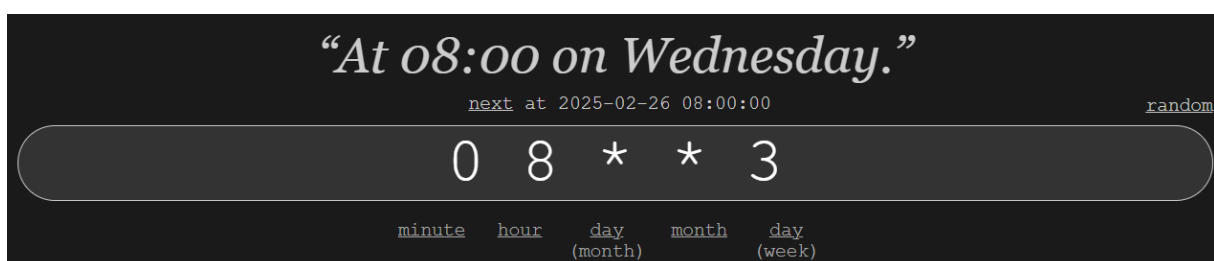 “At 08:00 on Wednesday.”
next at 2025-02-26 08:00:00
random
0 8 * * 3
minute hour day month day
(month) (week)